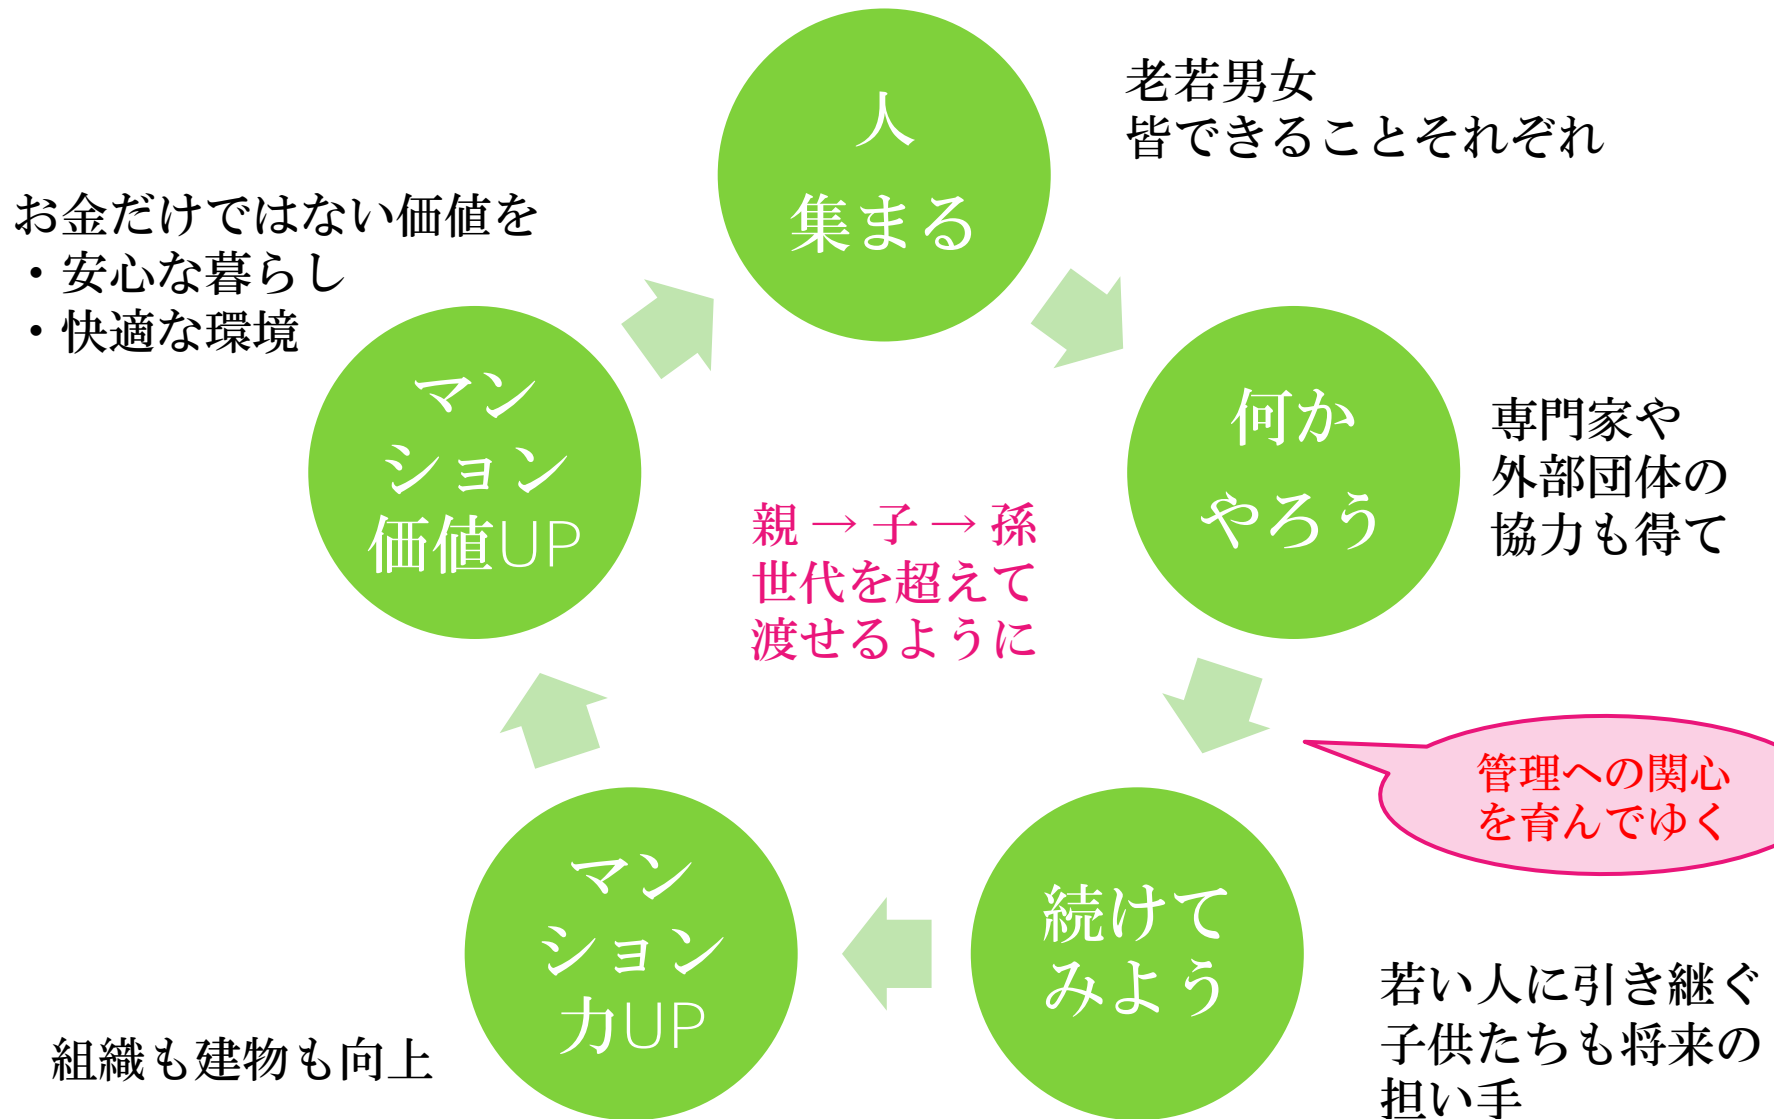 人
集まる
老若男女
皆できることそれぞれ
お金だけではない価値を
・安心な暮らし
・快適な環境
マン
ション
価値UP
何か
やろう
専門家や
外部団体の
協力も得て
親 → 子 → 孫
世代を超えて
渡せるように
管理への関心
を育んでゆく
マン
ション
力UP
続けて
みよう
組織も建物も向上
若い人に引き継ぐ
子供たちも将来の
担い手